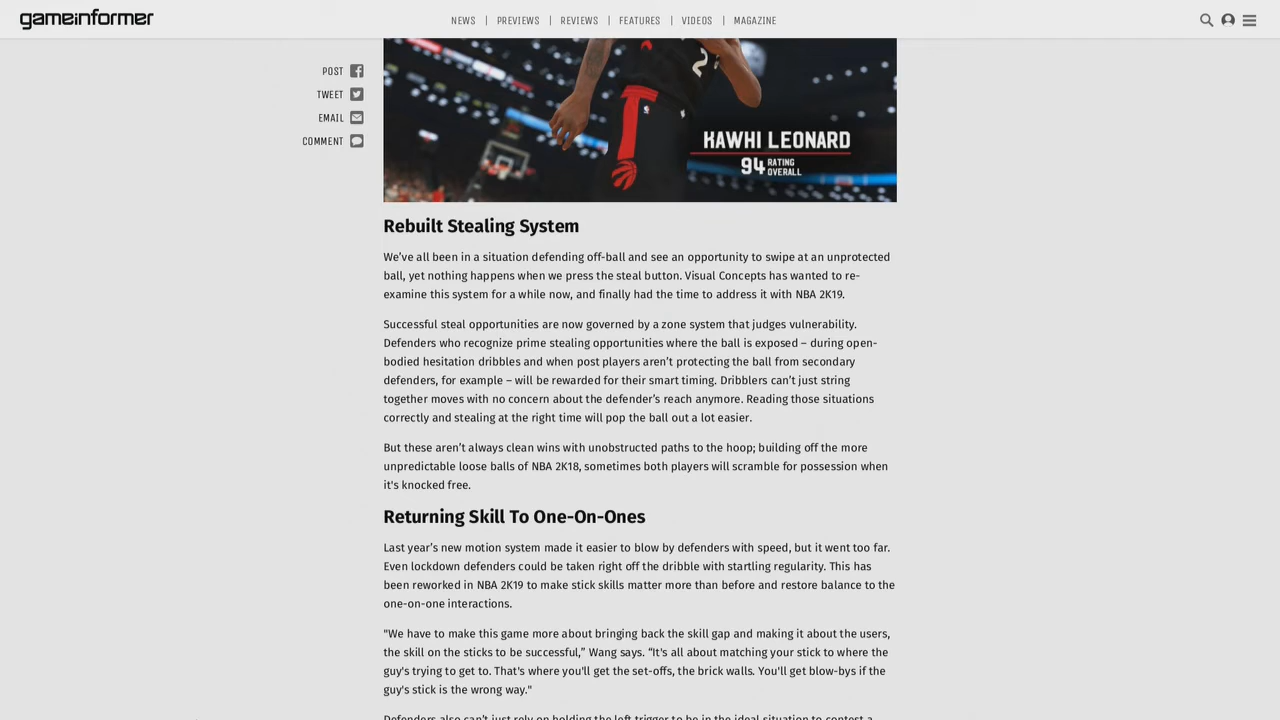 gameinformer
NEWS | PREVIEWS | REVIEWS | FEATURES | VIDEOS | MAGAZINE
POST
TWEET
EMAIL
COMMENT
2
KAWHI LEONARD
94 RATING OVERALL
Rebuilt Stealing System
We’ve all been in a situation defending off-ball and see an opportunity to swipe at an unprotected
ball, yet nothing happens when we press the steal button. Visual Concepts has wanted to re-
examine this system for a while now, and finally had the time to address it with NBA 2K19.
Successful steal opportunities are now governed by a zone system that judges vulnerability.
Defenders who recognize prime stealing opportunities where the ball is exposed – during open-
bodied hesitation dribbles and when post players aren’t protecting the ball from secondary
defenders, for example – will be rewarded for their smart timing. Dribblers can’t just string
together moves with no concern about the defender’s reach anymore. Reading those situations
correctly and stealing at the right time will pop the ball out a lot easier.
But these aren’t always clean wins with unobstructed paths to the hoop; building off the more
unpredictable loose balls of NBA 2K18, sometimes both players will scramble for possession when
it's knocked free.
Returning Skill To One-On-Ones
Last year’s new motion system made it easier to blow by defenders with speed, but it went too far.
Even lockdown defenders could be taken right off the dribble with startling regularity. This has
been reworked in NBA 2K19 to make stick skills matter more than before and restore balance to the
one-on-one interactions.
"We have to make this game more about bringing back the skill gap and making it about the users,
the skill on the sticks to be successful,” Wang says. “It's all about matching your stick to where the
guy's trying to get to. That's where you'll get the set-offs, the brick walls. You'll get blow-bys if the
guy's stick is the wrong way."
Defenders also can’t just rely on holding the left trigger to be in the ideal situation to contest a